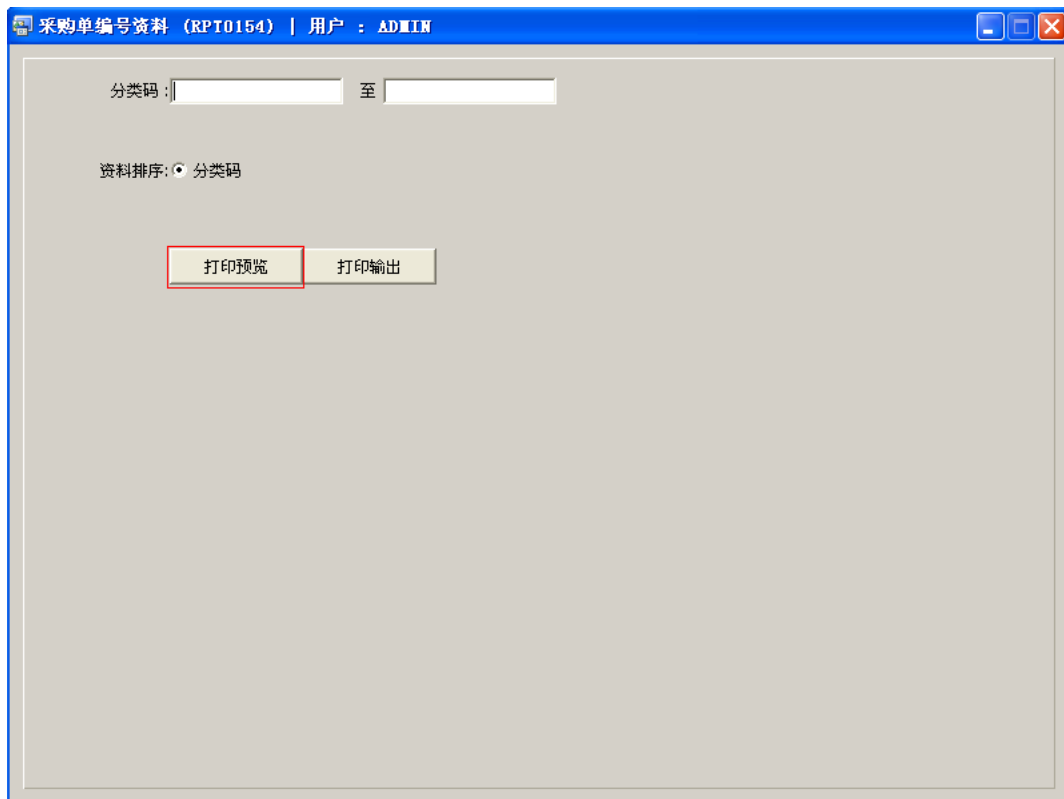 采购单编号资料 (RPT0154) | 用户 : ADMIN
分类码 : 至
资料排序: 分类码
打印预览 打印输出